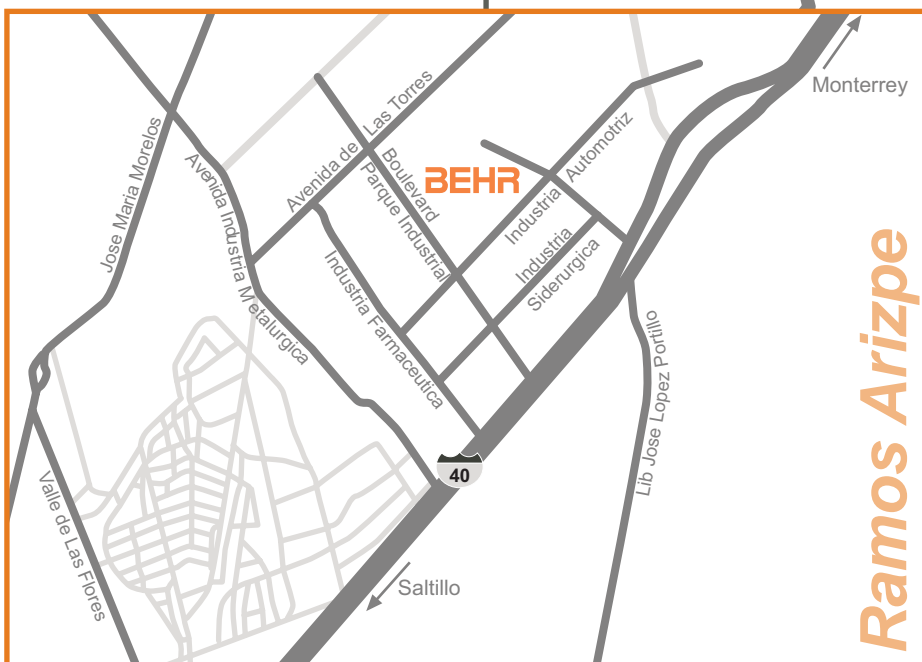 Monterrey
Avenida de Las Torres
Jose Maria Morelos
Avenida Industria Metalurgica
Boulevard
Parque Industrial
BEHR
Industria Automotriz
Industria
Siderurgica
Industria Farmaceutica
Ramos Arizpe
Lib Jose Lopez Portillo
40
Valle de Las Flores
Saltillo